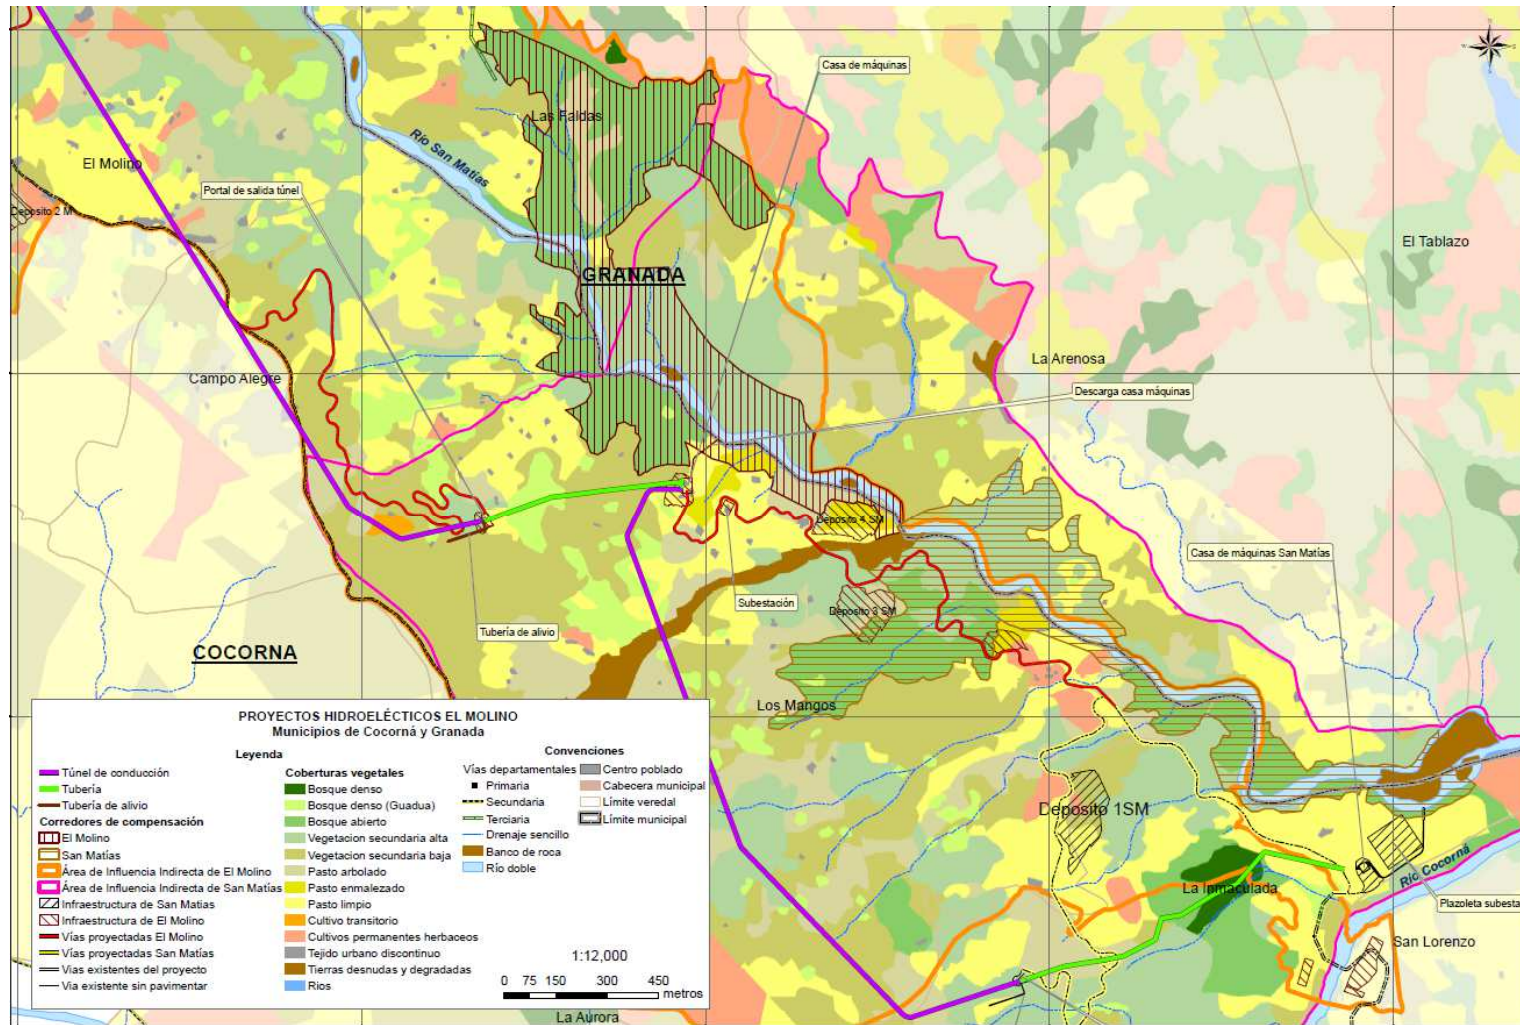 Casa de máquinas
Las Faldas
Río San Matías
El Molino
Portal de salida túnel
Deposito 2 M
El Tablazo
GRANADA
La Arenosa
Campo Alegre
Descarga casa máquinas
Deposito 4 SM
Casa de máquinas San Matías
Subestación
Deposito 3 SM
Tubería de alivio
COCORNA
Los Mangos
Deposito 1SM
Río Cocorná
La Inmaculada
Plazoleta subesta
San Lorenzo
La Aurora
PROYECTOS HIDROELÉCTICOS EL MOLINO
Municipios de Cocorná y Granada
Leyenda
Túnel de conducción
Tubería
Tubería de alivio
Corredores de compensación
El Molino
San Matías
Área de Influencia Indirecta de El Molino
Área de Influencia Indirecta de San Matías
Infraestructura de San Matias
Infraestructura de El Molino
Vías proyectadas El Molino
Vías proyectadas San Matías
Vias existentes del proyecto
Via existente sin pavimentar
Coberturas vegetales
Bosque denso
Bosque denso (Guadua)
Bosque abierto
Vegetacion secundaria alta
Vegetacion secundaria baja
Pasto arbolado
Pasto enmalezado
Pasto limpio
Cultivo transitorio
Cultivos permanentes herbaceos
Tejido urbano discontinuo
Tierras desnudas y degradadas
Rios
Convenciones
Vías departamentales
Primaria
Secundaria
Terciaria
Drenaje sencillo
Banco de roca
Río doble
Centro poblado
Cabecera municipal
Límite veredal
Límite municipal
1:12,000
0 75 150 300 450
metros